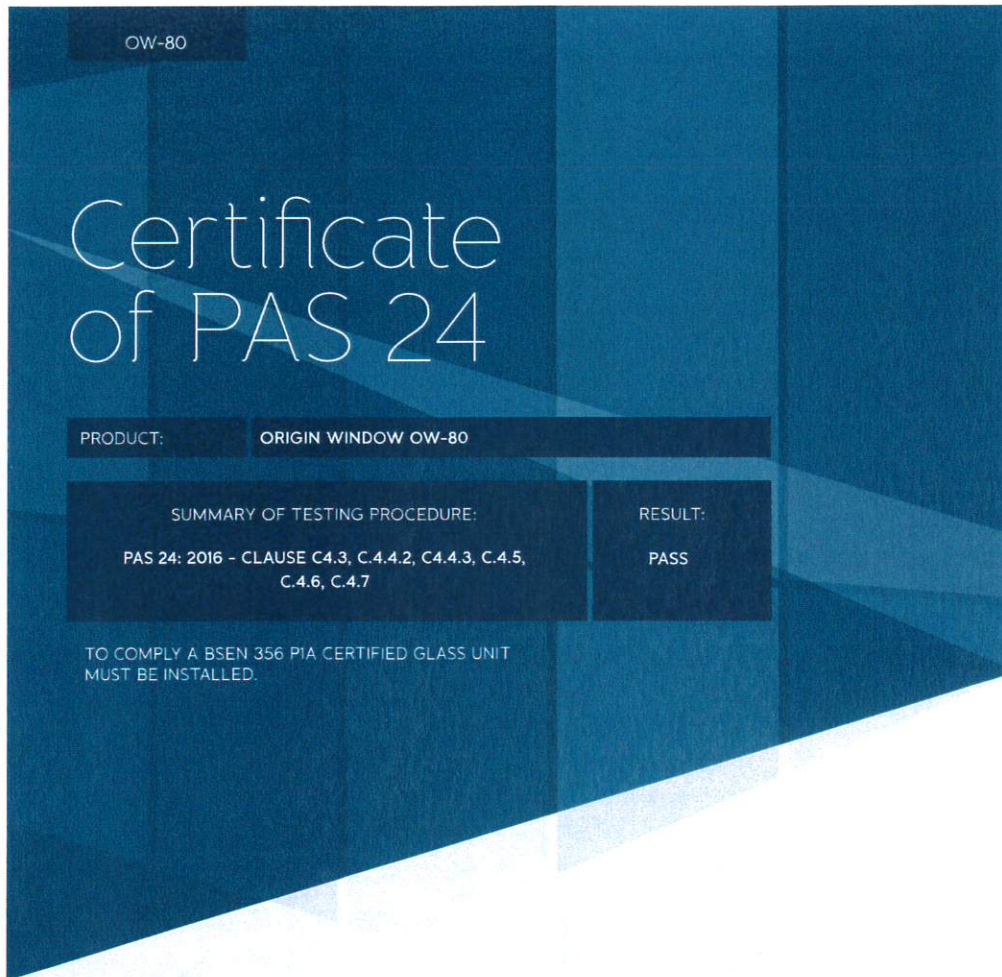 OW-80
Certificate
of PAS 24
PRODUCT:
ORIGIN WINDOW OW-80
SUMMARY OF TESTING PROCEDURE:
RESULT:
PAS 24: 2016 - CLAUSE C4.3, C.4.4.2, C4.4.3, C.4.5,
C.4.6, C.4.7
PASS
TO COMPLY A BSEN 356 P1A CERTIFIED GLASS UNIT
MUST BE INSTALLED.